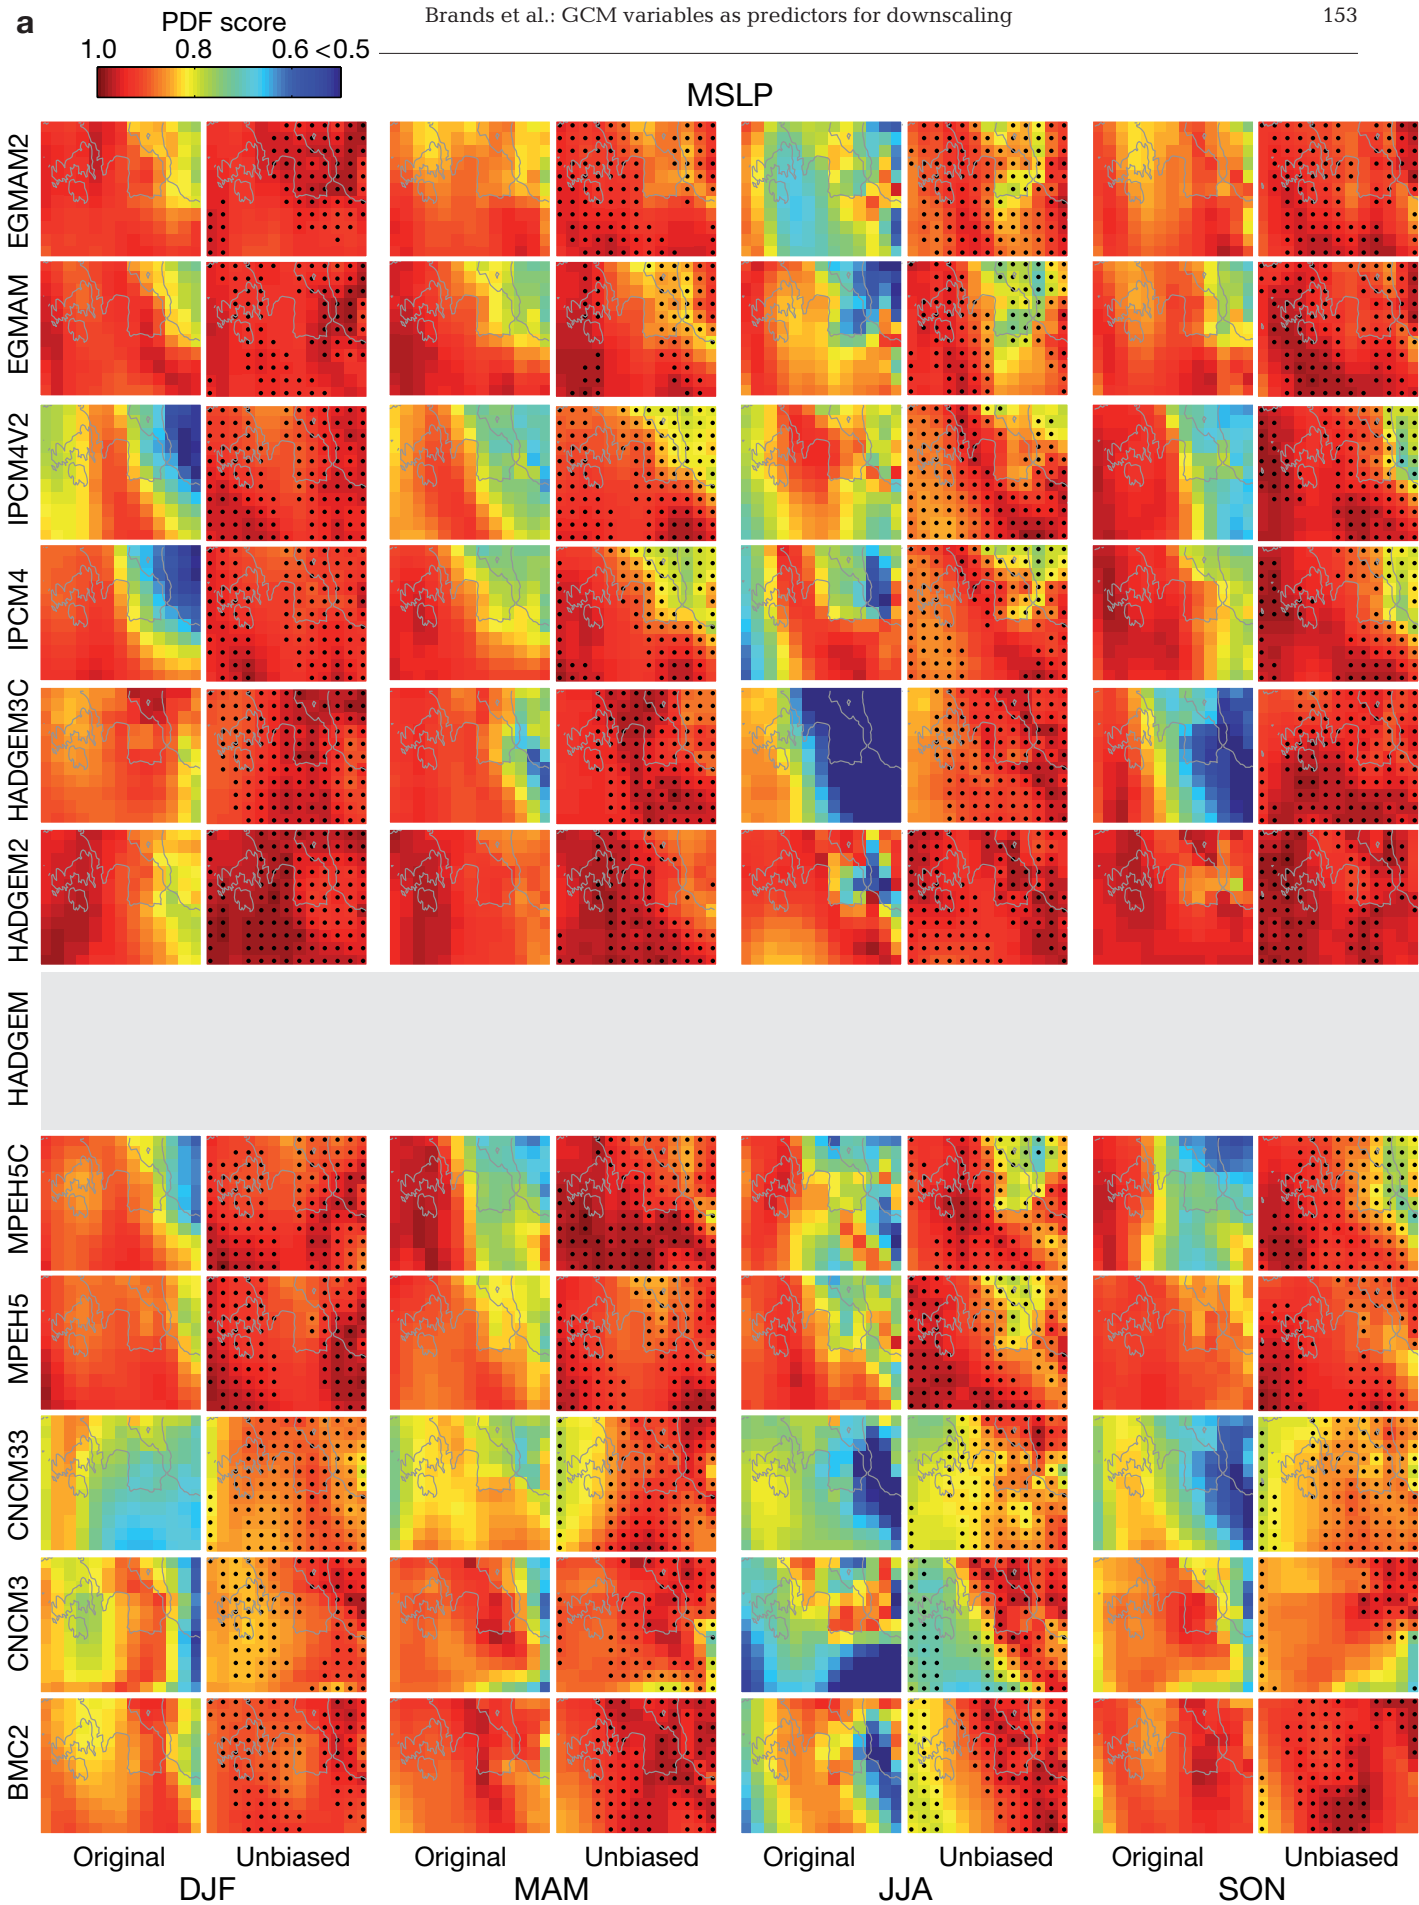 Brands et al.: GCM variables as predictors for downscaling 153
a
PDF score
1.0 0.8 0.6 <0.5
MSLP
EGMAM2
EGMAM
IPCM4V2
IPCM4
HADGEM3C
HADGEM2
HADGEM
MPEH5C
MPEH5
CNCM33
CNCM3
BMC2
Original Unbiased Original Unbiased Original Unbiased Original Unbiased
DJF MAM JJA SON